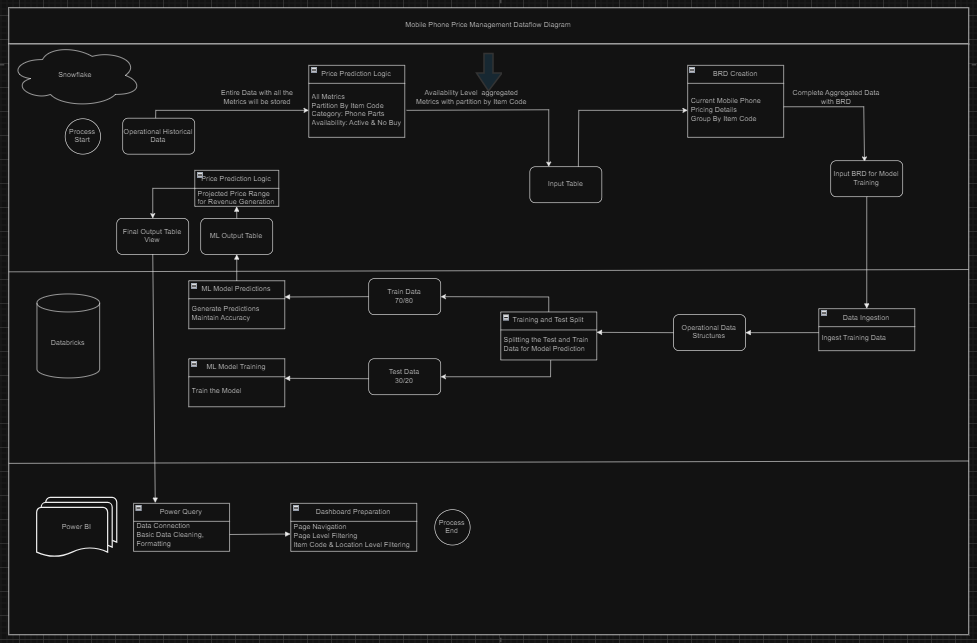 Mobile Phone Price Management Dataflow Diagram
Snowflake
Process
Start
Operational Historical
Data
Entire Data with all the
Metrics will be stored
Price Prediction Logic
All Metrics
Partition By Item Code
Category: Phone Parts
Availability: Active & No Buy
Availability Level aggregated
Metrics with partition by Item Code
Input Table
BRD Creation
Current Mobile Phone
Pricing Details
Group By Item Code
Complete Aggregated Data
with BRD
Input BRD for Model
Training
Price Prediction Logic
Projected Price Range
for Revenue Generation
Final Output Table
View
ML Output Table
Databricks
ML Model Predictions
Generate Predictions
Maintain Accuracy
Train Data
70/80
Training and Test Split
Splitting the Test and Train
Data for Model Prediction
Operational Data
Structures
Data Ingestion
Ingest Training Data
ML Model Training
Train the Model
Test Data
30/20
Power BI
Power Query
Data Connection
Basic Data Cleaning,
Formatting
Dashboard Preparation
Page Navigation
Page Level Filtering
Item Code & Location Level Filtering
Process
End